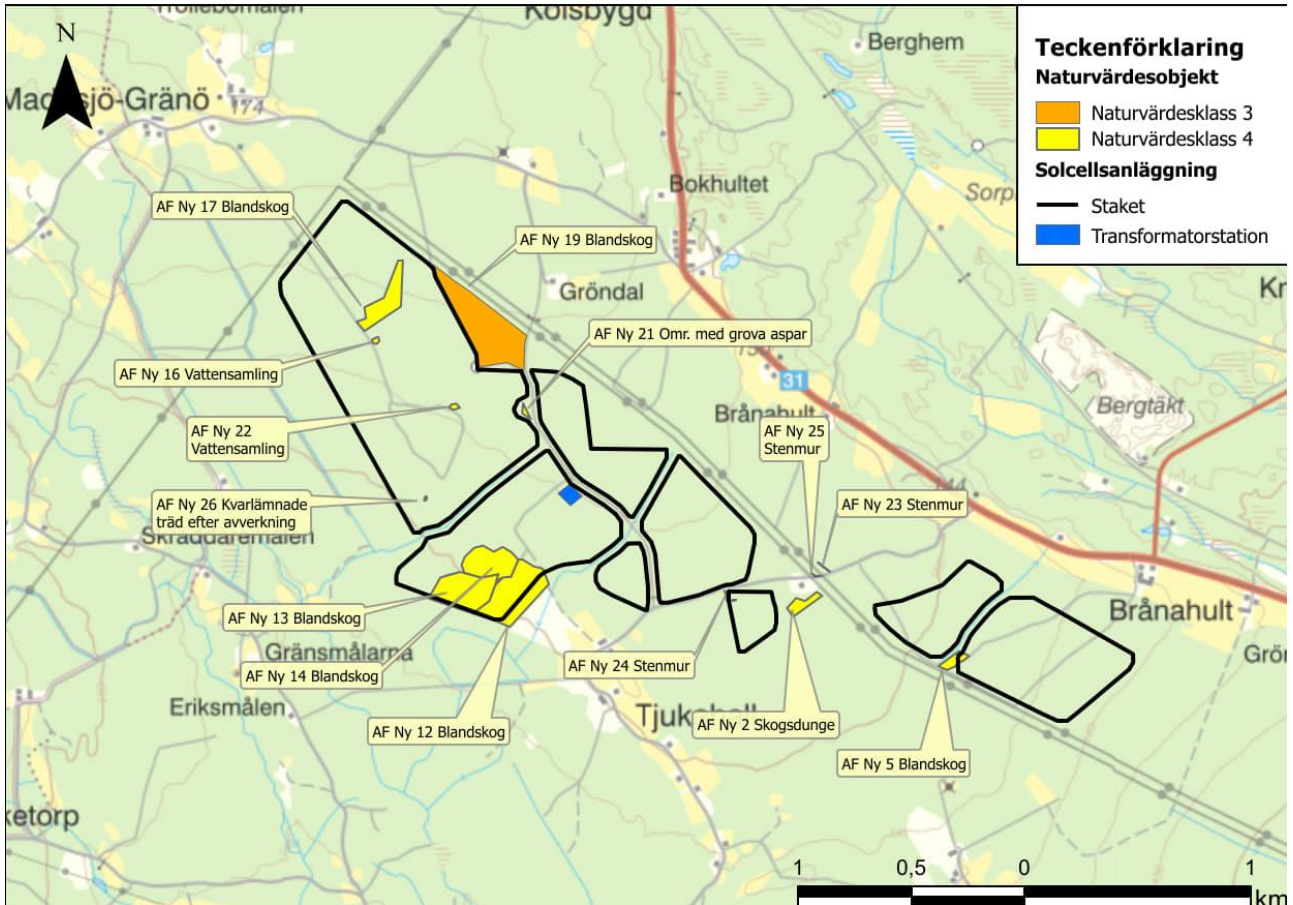 Kolsbygd
N
Berghem
174
Bokhultet
Gröndal
31
Brånahult
Bergtäkt
144
Brånahult
Gränsmålarna
Eriksmålen
ketorp
AF Ny 17 Blandskog
AF Ny 19 Blandskog
AF Ny 21 Omr. med grova aspar
AF Ny 16 Vattensamling
AF Ny 22
Vattensamling
AF Ny 25
Stenmur
AF Ny 23 Stenmur
AF Ny 26 Kvarlämnade
träd efter avverkning
AF Ny 13 Blandskog
AF Ny 14 Blandskog
AF Ny 24 Stenmur
AF Ny 12 Blandskog
AF Ny 2 Skogsdunge
AF Ny 5 Blandskog
Teckenförklaring
Naturvärdesobjekt
Naturvärdesklass 3
Naturvärdesklass 4
Solcellsanläggning
Staket
Transformatorstation
1 0,5 0 1
km